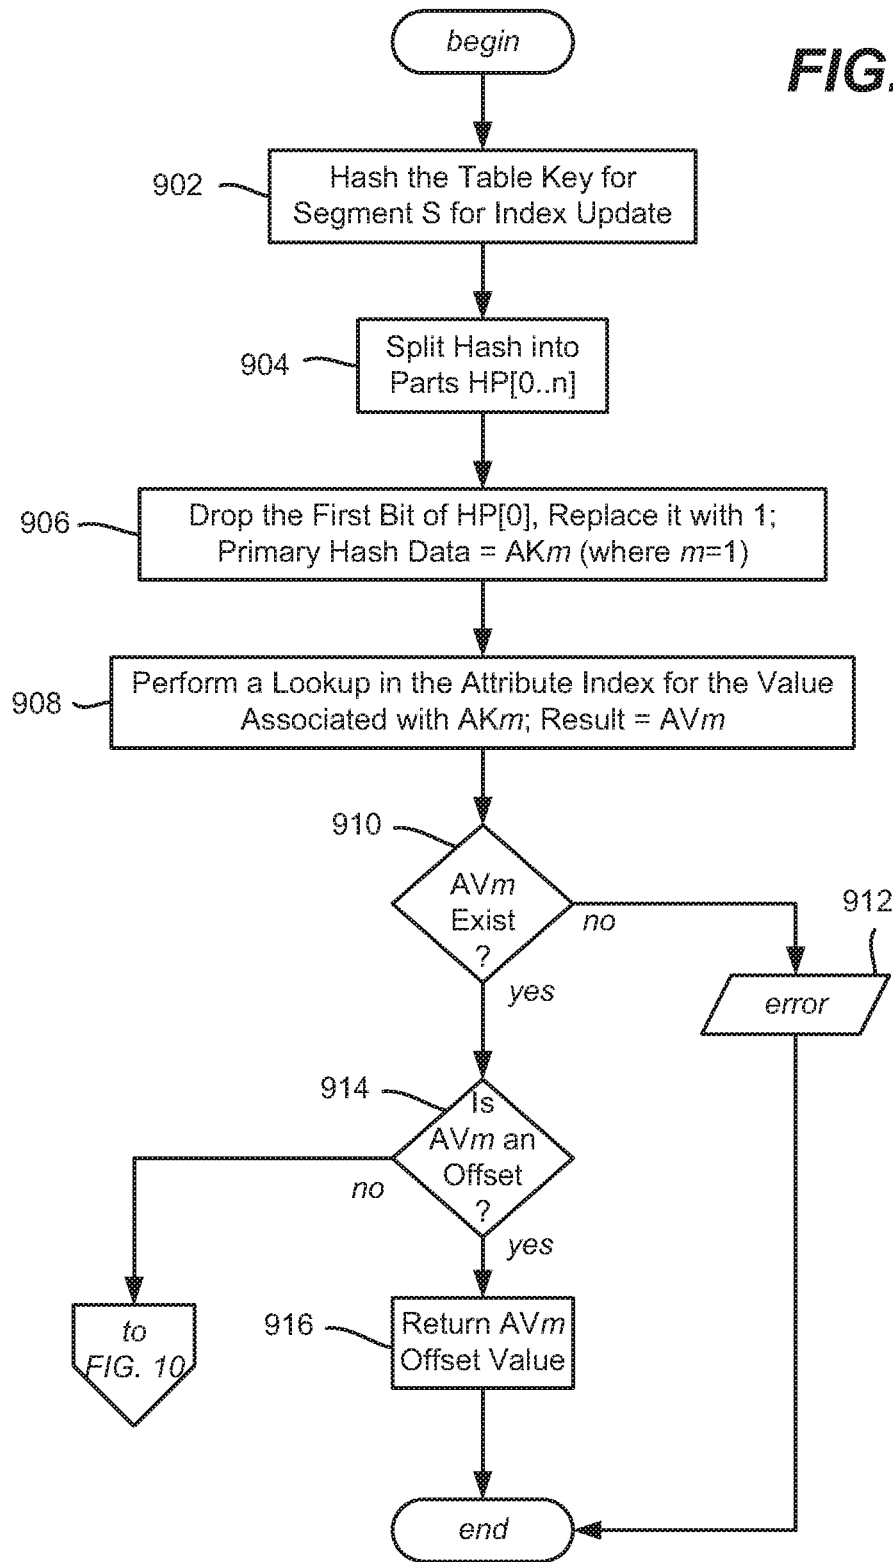 begin
FIG.
902
Hash the Table Key for
Segment S for Index Update
904
Split Hash into
Parts HP[0..n]
906
Drop the First Bit of HP[0], Replace it with 1;
Primary Hash Data = AKm (where m=1)
908
Perform a Lookup in the Attribute Index for the Value
Associated with AKm; Result = AVm
910
AVm
Exist
?
no
yes
912
error
914
Is
AVm an
Offset
?
no
yes
to
FIG. 10
916
Return AVm
Offset Value
end